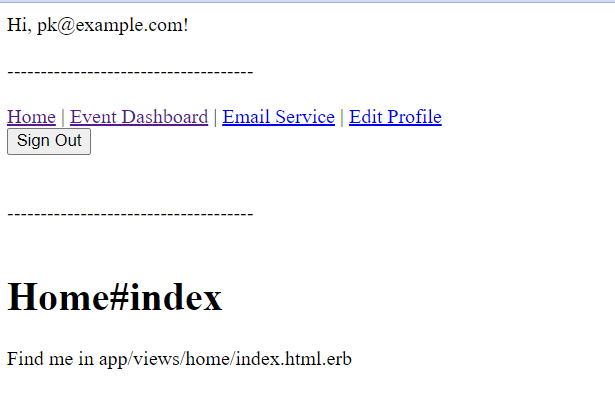 Hi, pk@example.com!
-------------------------------------
Home | Event Dashboard | Email Service | Edit Profile
Sign Out
-------------------------------------
Home#index
Find me in app/views/home/index.html.erb